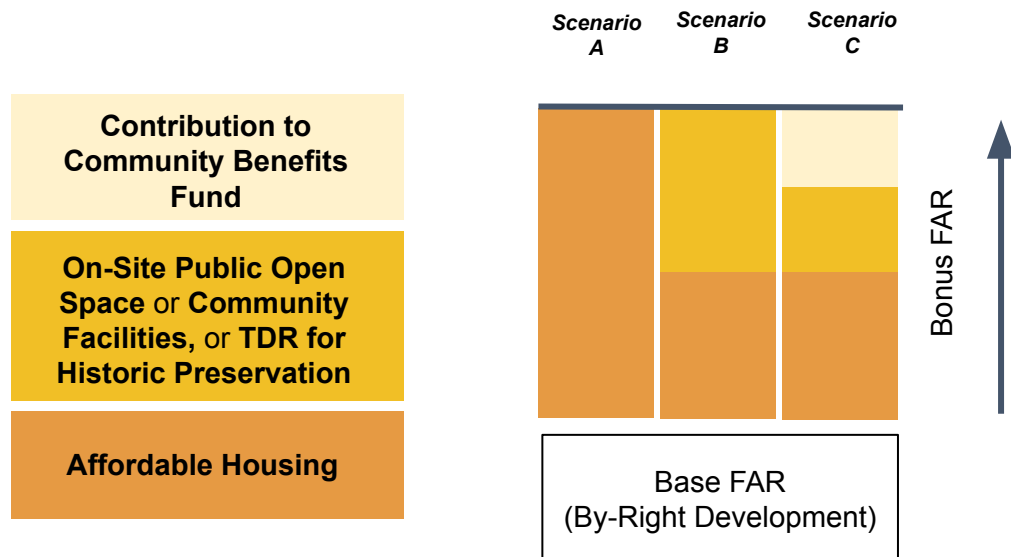 Scenario
A
Scenario
B
Scenario
C
Contribution to
Community Benefits
Fund
On-Site Public Open
Space or Community
Facilities, or TDR for
Historic Preservation
Affordable Housing
Bonus FAR
Base FAR
(By-Right Development)